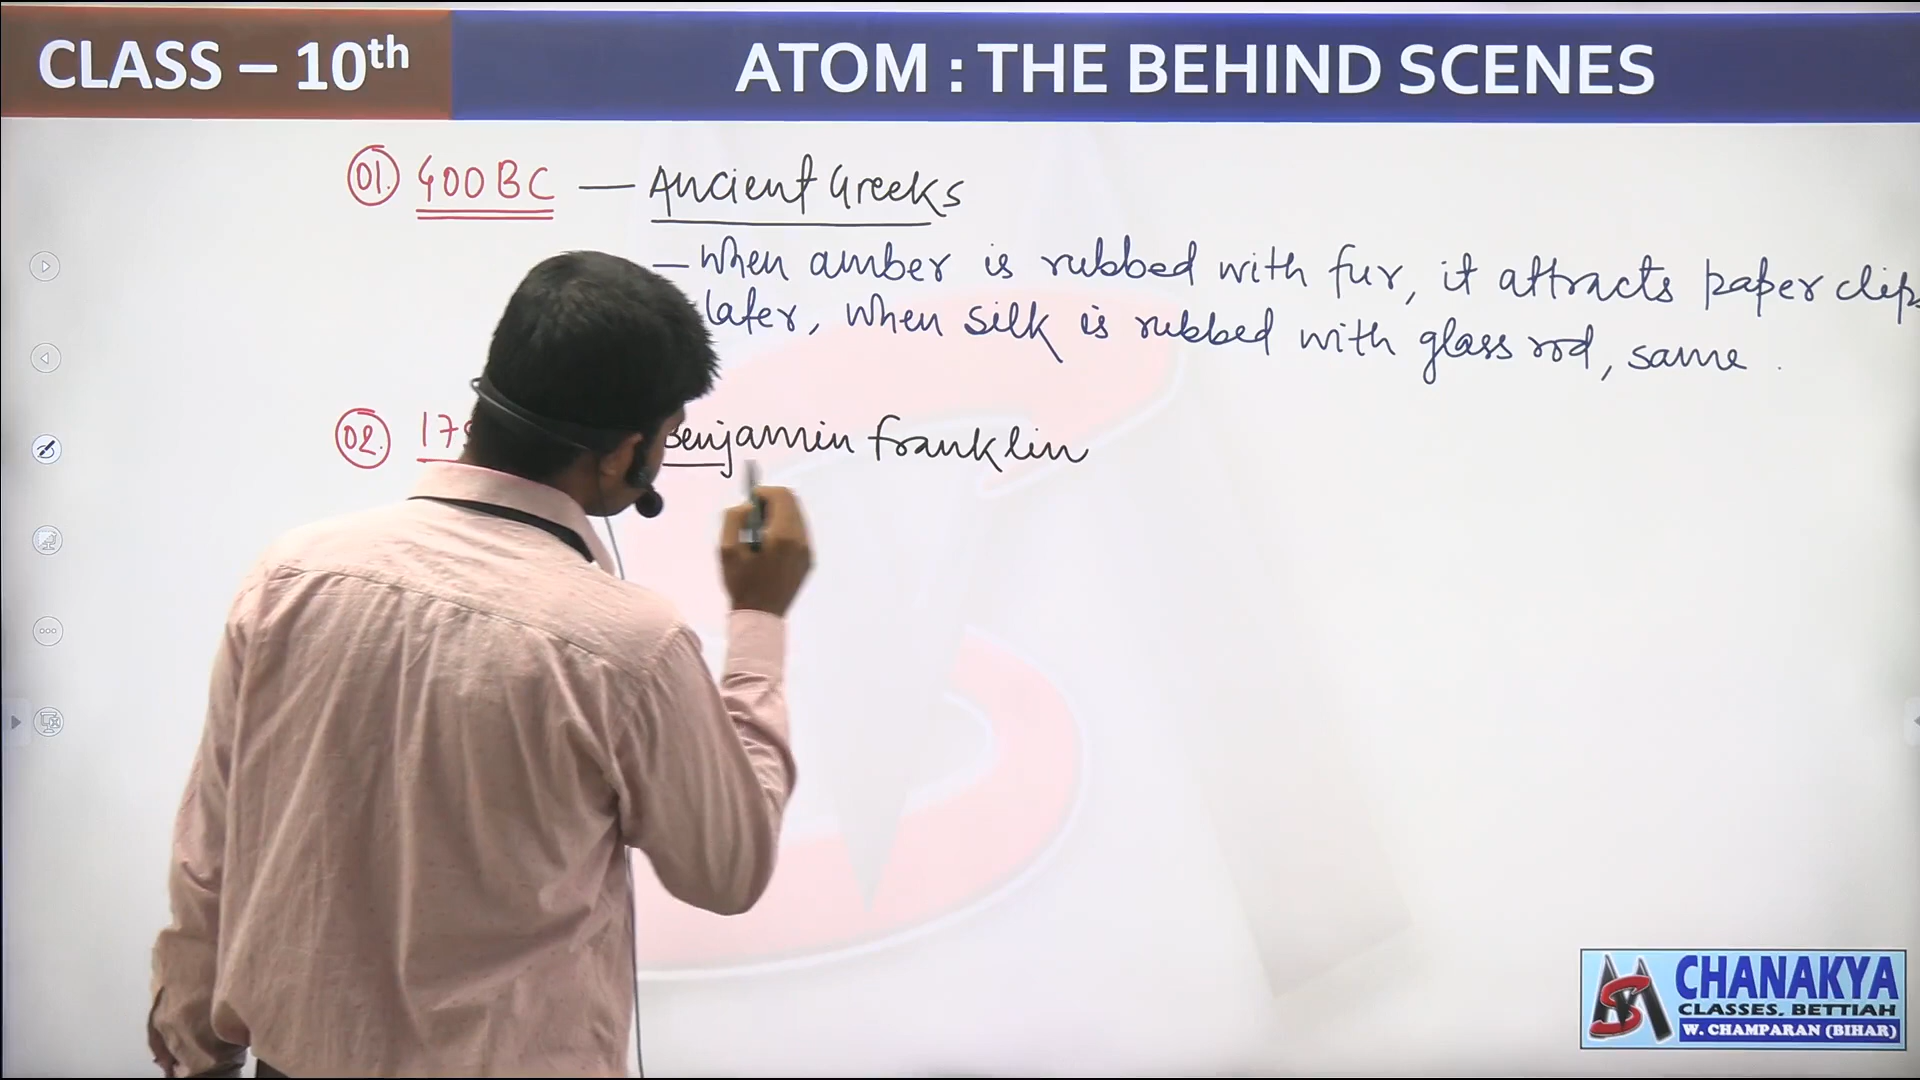 CLASS – 10th
ATOM : THE BEHIND SCENES
01. 400 BC — Ancient Greeks
— When amber is rubbed with fur, it attracts paper clips
later, when silk is rubbed with glass rod, same .
02. Benjamin Franklin
CHANAKYA
CLASSES. BETTIAH
W. CHAMPARAN (BIHAR)